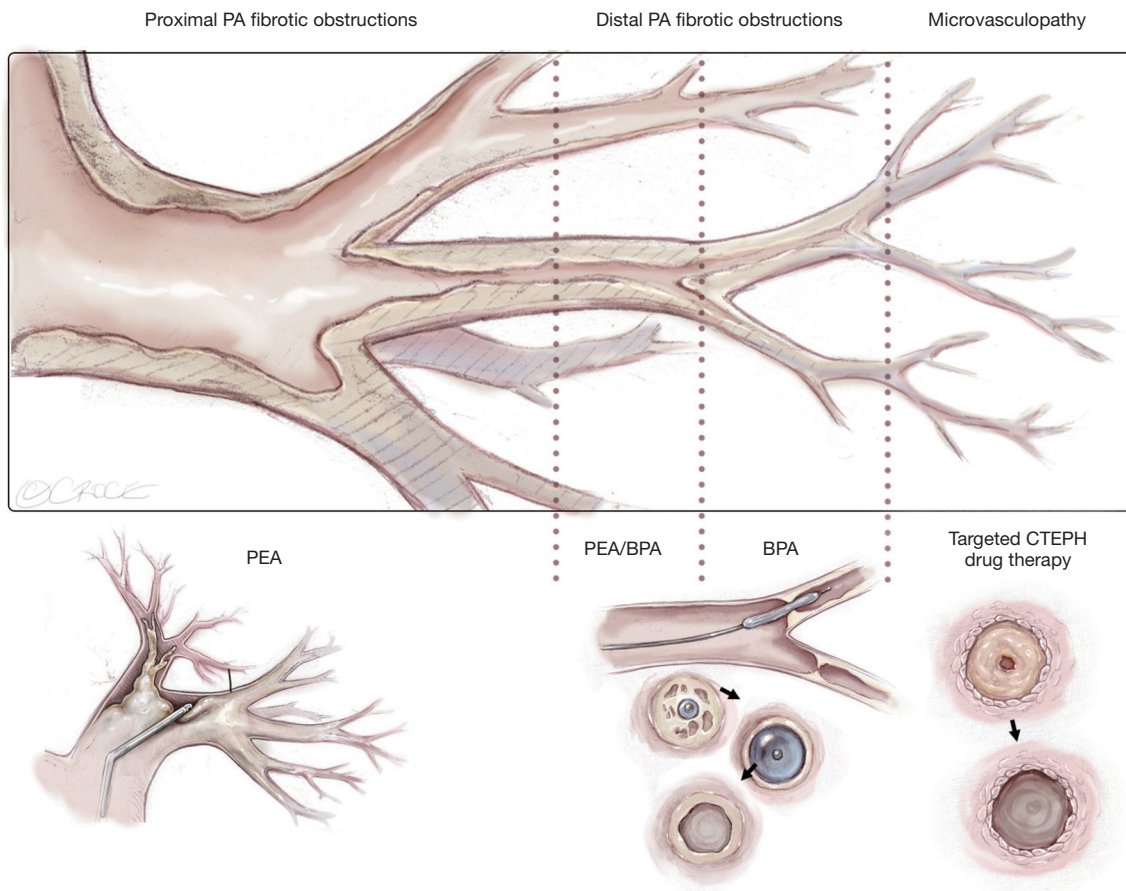 Proximal PA fibrotic obstructions
Distal PA fibrotic obstructions
Microvasculopathy
©CROCE
PEA
PEA/BPA
BPA
Targeted CTEPH
drug therapy